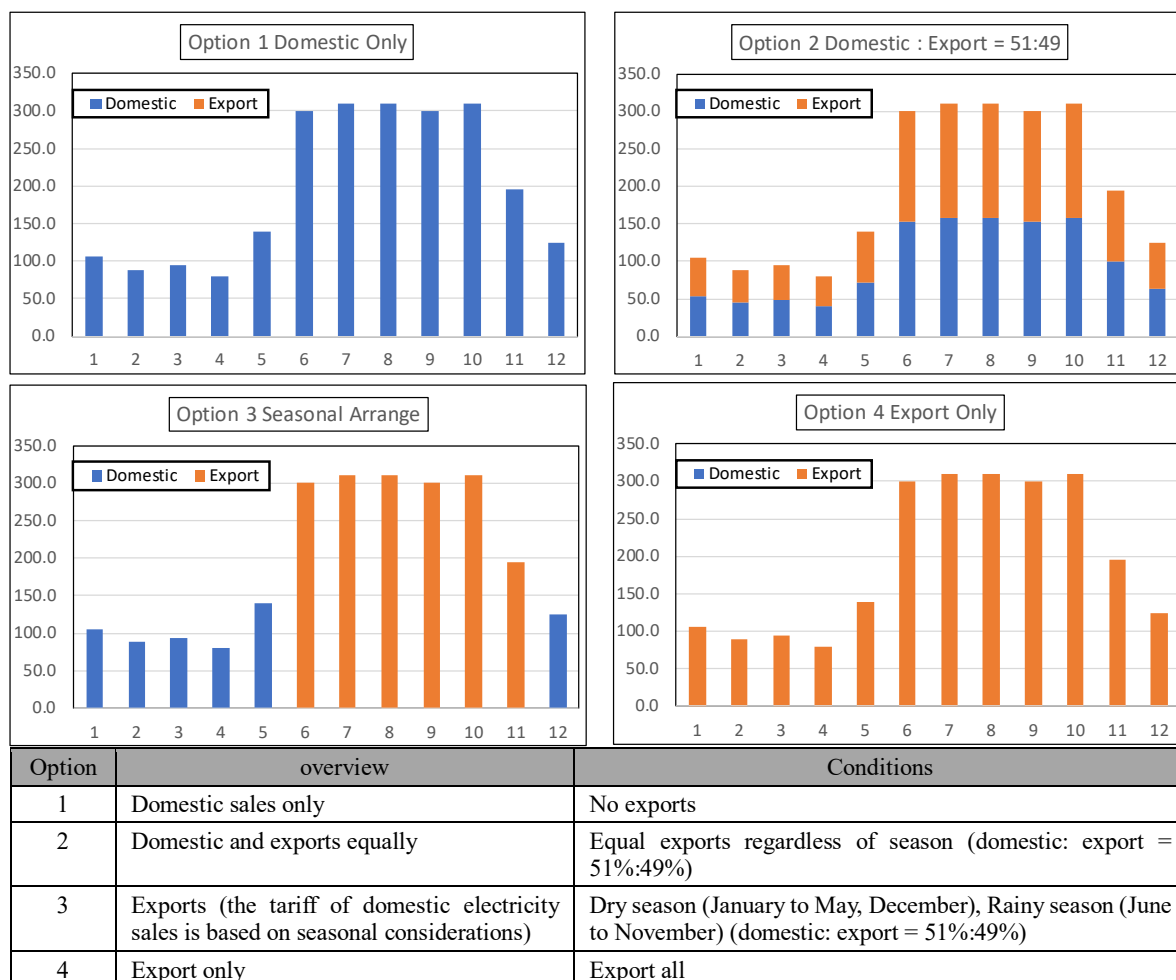 Option 1 Domestic Only
350.0
Domestic Export
300.0
250.0
200.0
150.0
100.0
50.0
0.0
1 2 3 4 5 6 7 8 9 10 11 12
Option 2 Domestic : Export = 51:49
350.0
Domestic Export
300.0
250.0
200.0
150.0
100.0
50.0
0.0
1 2 3 4 5 6 7 8 9 10 11 12
Option 3 Seasonal Arrange
350.0
Domestic Export
300.0
250.0
200.0
150.0
100.0
50.0
0.0
1 2 3 4 5 6 7 8 9 10 11 12
Option 4 Export Only
350.0
Domestic Export
300.0
250.0
200.0
150.0
100.0
50.0
0.0
1 2 3 4 5 6 7 8 9 10 11 12
Option overview Conditions
1 Domestic sales only No exports
2 Domestic and exports equally Equal exports regardless of season (domestic: export =
51%:49%)
3 Exports (the tariff of domestic electricity Dry season (January to May, December), Rainy season (June
sales is based on seasonal considerations) to November) (domestic: export = 51%:49%)
4 Export only Export all